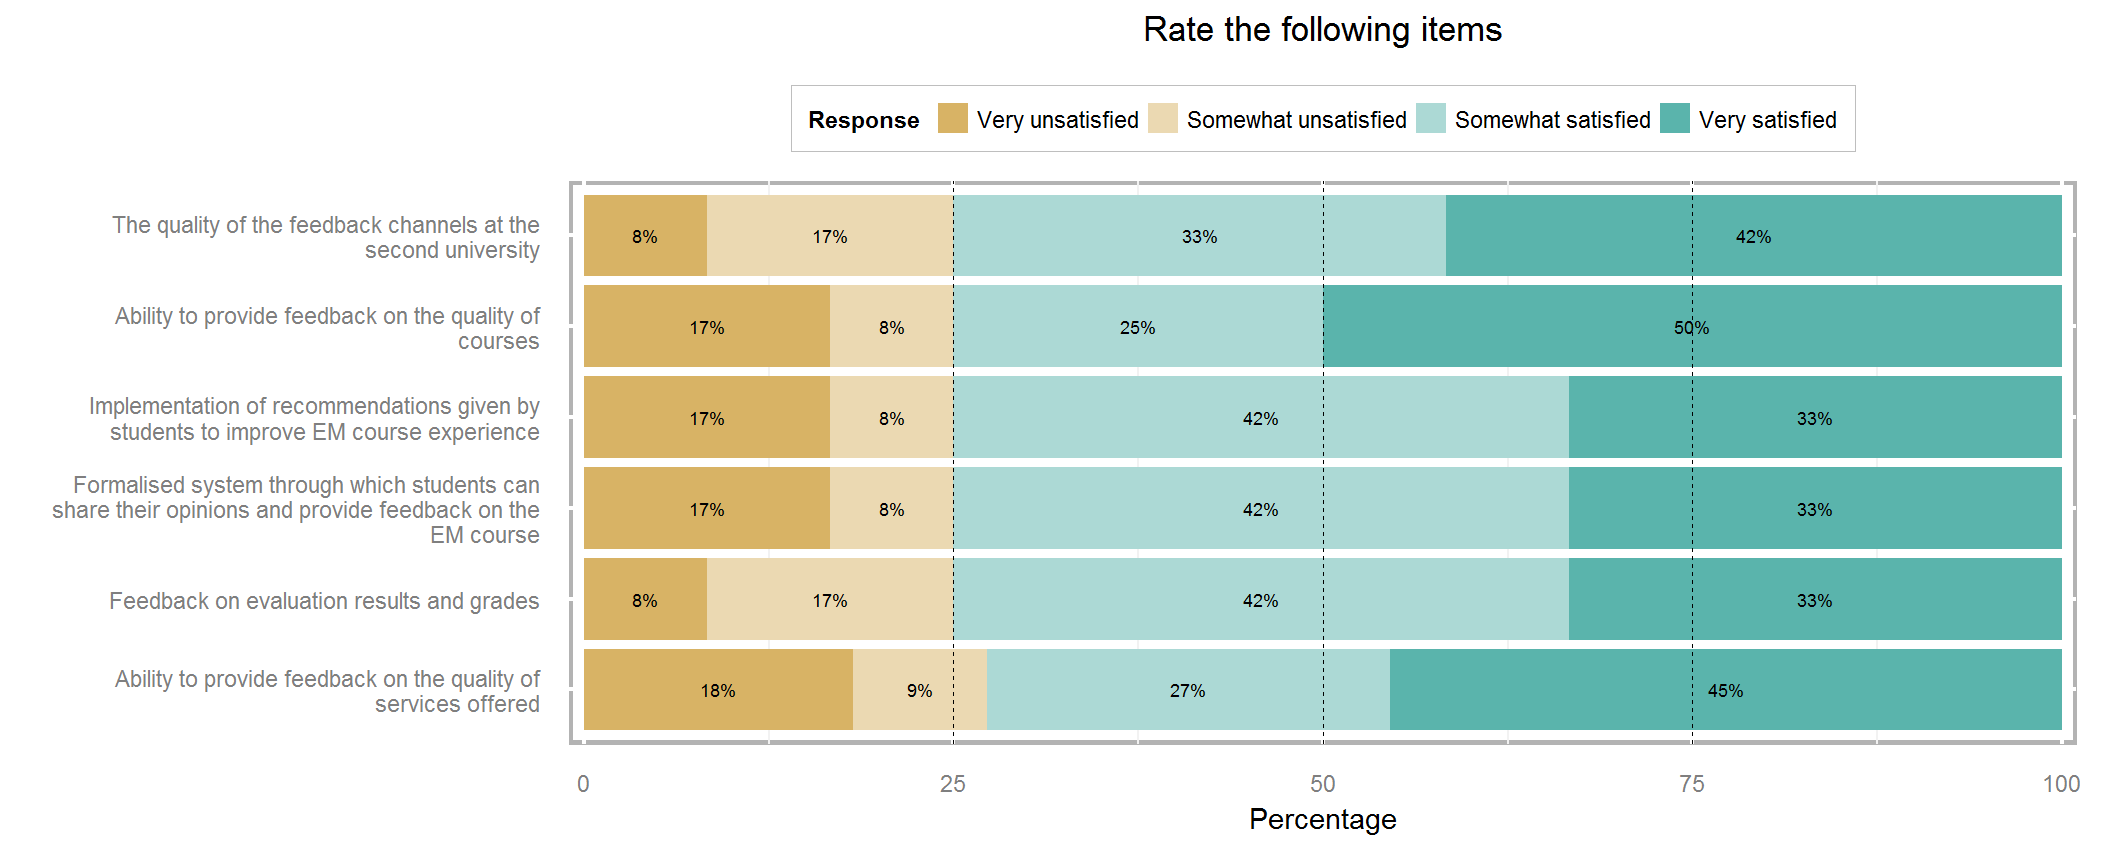 Rate the following items
Response Very unsatisfied Somewhat unsatisfied Somewhat satisfied Very satisfied
The quality of the feedback channels at the
second university
8% 17% 33% 42%
Ability to provide feedback on the quality of
courses
17% 8% 25% 50%
Implementation of recommendations given by
students to improve EM course experience
17% 8% 42% 33%
Formalised system through which students can
share their opinions and provide feedback on the
EM course
17% 8% 42% 33%
Feedback on evaluation results and grades
8% 17% 42% 33%
Ability to provide feedback on the quality of
services offered
18% 9% 27% 45%
0 25 50 75 100
Percentage